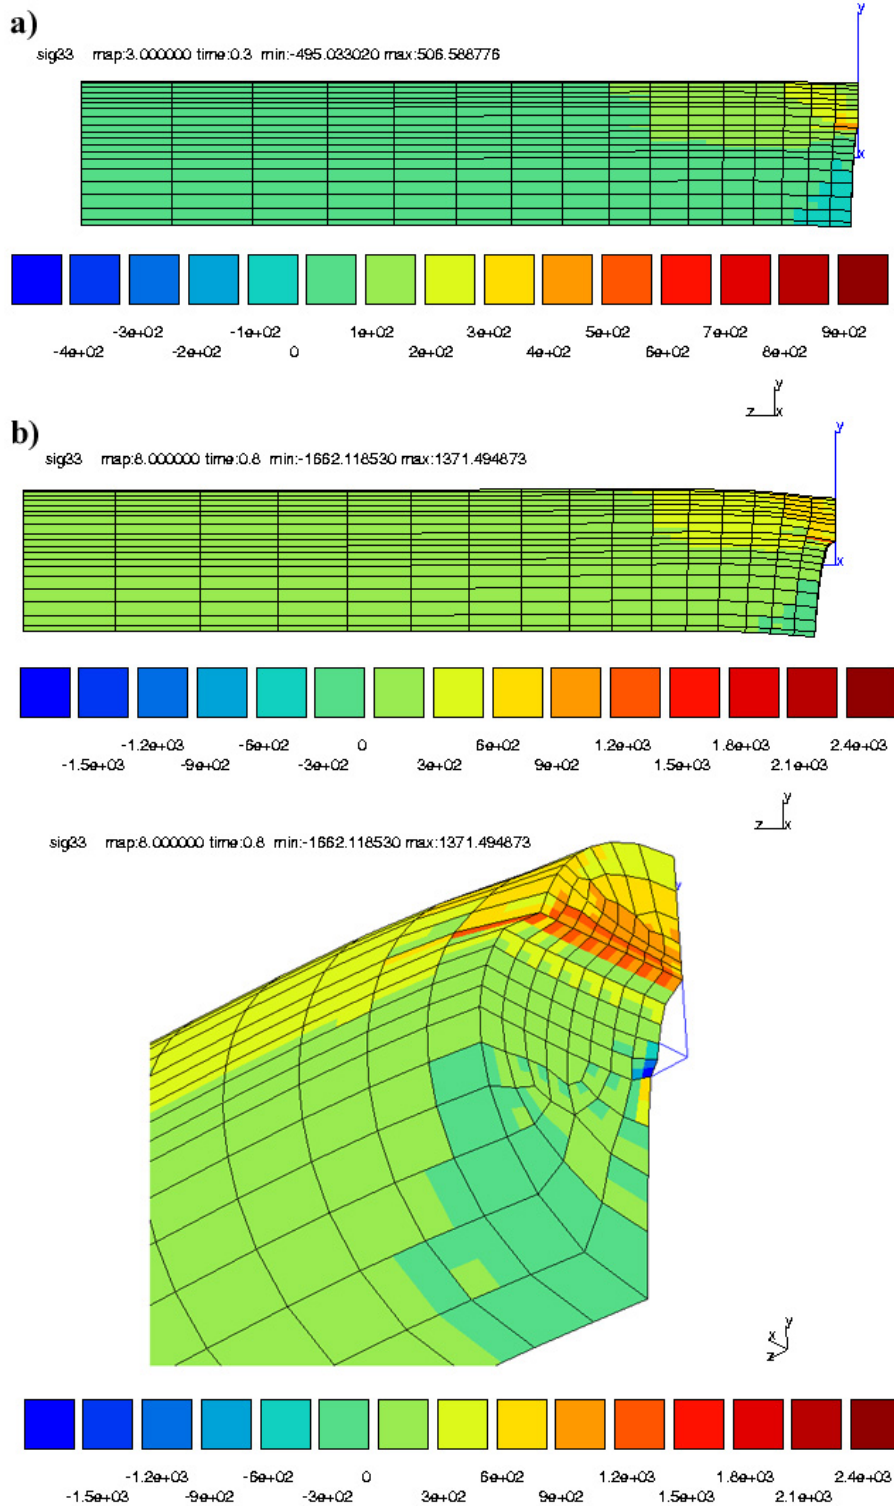 a)
y
sig33 map:3.000000 time:0.3 min:-495.033020 max:506.588776
x
-3e+02 -1e+02 1e+02 3e+02 5e+02 7e+02 9e+02
-4e+02 -2e+02 0 2e+02 4e+02 6e+02 8e+02
y
z x
b)
y
sig33 map:8.000000 time:0.8 min:-1662.118530 max:1371.494873
x
-1.2e+03 -6e+02 0 6e+02 1.2e+03 1.8e+03 2.4e+03
-1.5e+03 -9e+02 -3e+02 3e+02 9e+02 1.5e+03 2.1e+03
y
z x
sig33 map:8.000000 time:0.8 min:-1662.118530 max:1371.494873
y
y
x
z
-1.2e+03 -6e+02 0 6e+02 1.2e+03 1.8e+03 2.4e+03
-1.5e+03 -9e+02 -3e+02 3e+02 9e+02 1.5e+03 2.1e+03